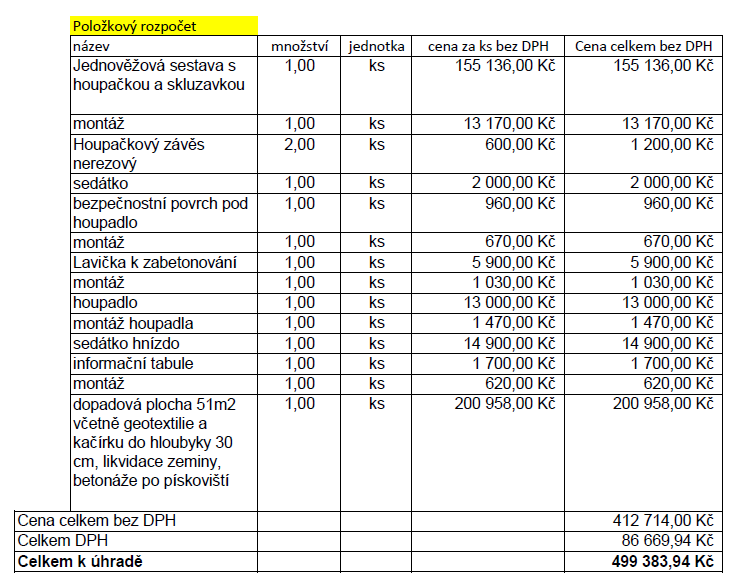 Položkový rozpočet
název množství jednotka cena za ks bez DPH Cena celkem bez DPH
Jednověžová sestava s 1,00 ks 155 136,00 Kč 155 136,00 Kč
houpačkou a skluzavkou
montáž 1,00 ks 13 170,00 Kč 13 170,00 Kč
Houpačkový závěs 2,00 ks 600,00 Kč 1 200,00 Kč
nerezový
sedátko 1,00 ks 2 000,00 Kč 2 000,00 Kč
bezpečnostní povrch pod 1,00 ks 960,00 Kč 960,00 Kč
houpadlo
montáž 1,00 ks 670,00 Kč 670,00 Kč
Lavička k zabetonování 1,00 ks 5 900,00 Kč 5 900,00 Kč
montáž 1,00 ks 1 030,00 Kč 1 030,00 Kč
houpadlo 1,00 ks 13 000,00 Kč 13 000,00 Kč
montáž houpadla 1,00 ks 1 470,00 Kč 1 470,00 Kč
sedátko hnízdo 1,00 ks 14 900,00 Kč 14 900,00 Kč
informační tabule 1,00 ks 1 700,00 Kč 1 700,00 Kč
montáž 1,00 ks 620,00 Kč 620,00 Kč
dopadová plocha 51m2 1,00 ks 200 958,00 Kč 200 958,00 Kč
včetně geotextilie a
kačírku do hloubyky 30
cm, likvidace zeminy,
betonáže po pískoviští
Cena celkem bez DPH 412 714,00 Kč
Celkem DPH 86 669,94 Kč
Celkem k úhradě 499 383,94 Kč